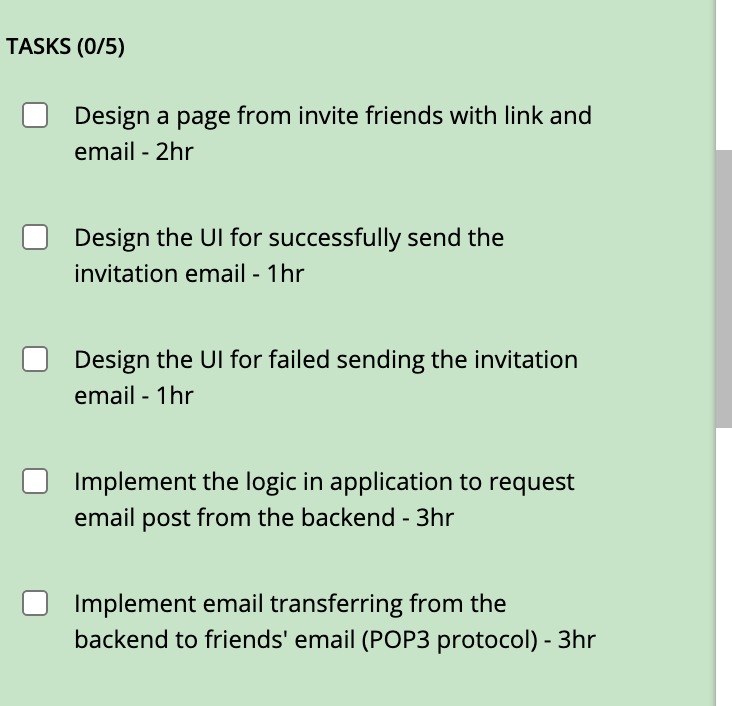 TASKS (0/5)
Design a page from invite friends with link and
email - 2hr
Design the UI for successfully send the
invitation email - 1hr
Design the UI for failed sending the invitation
email - 1hr
Implement the logic in application to request
email post from the backend - 3hr
Implement email transferring from the
backend to friends' email (POP3 protocol) - 3hr